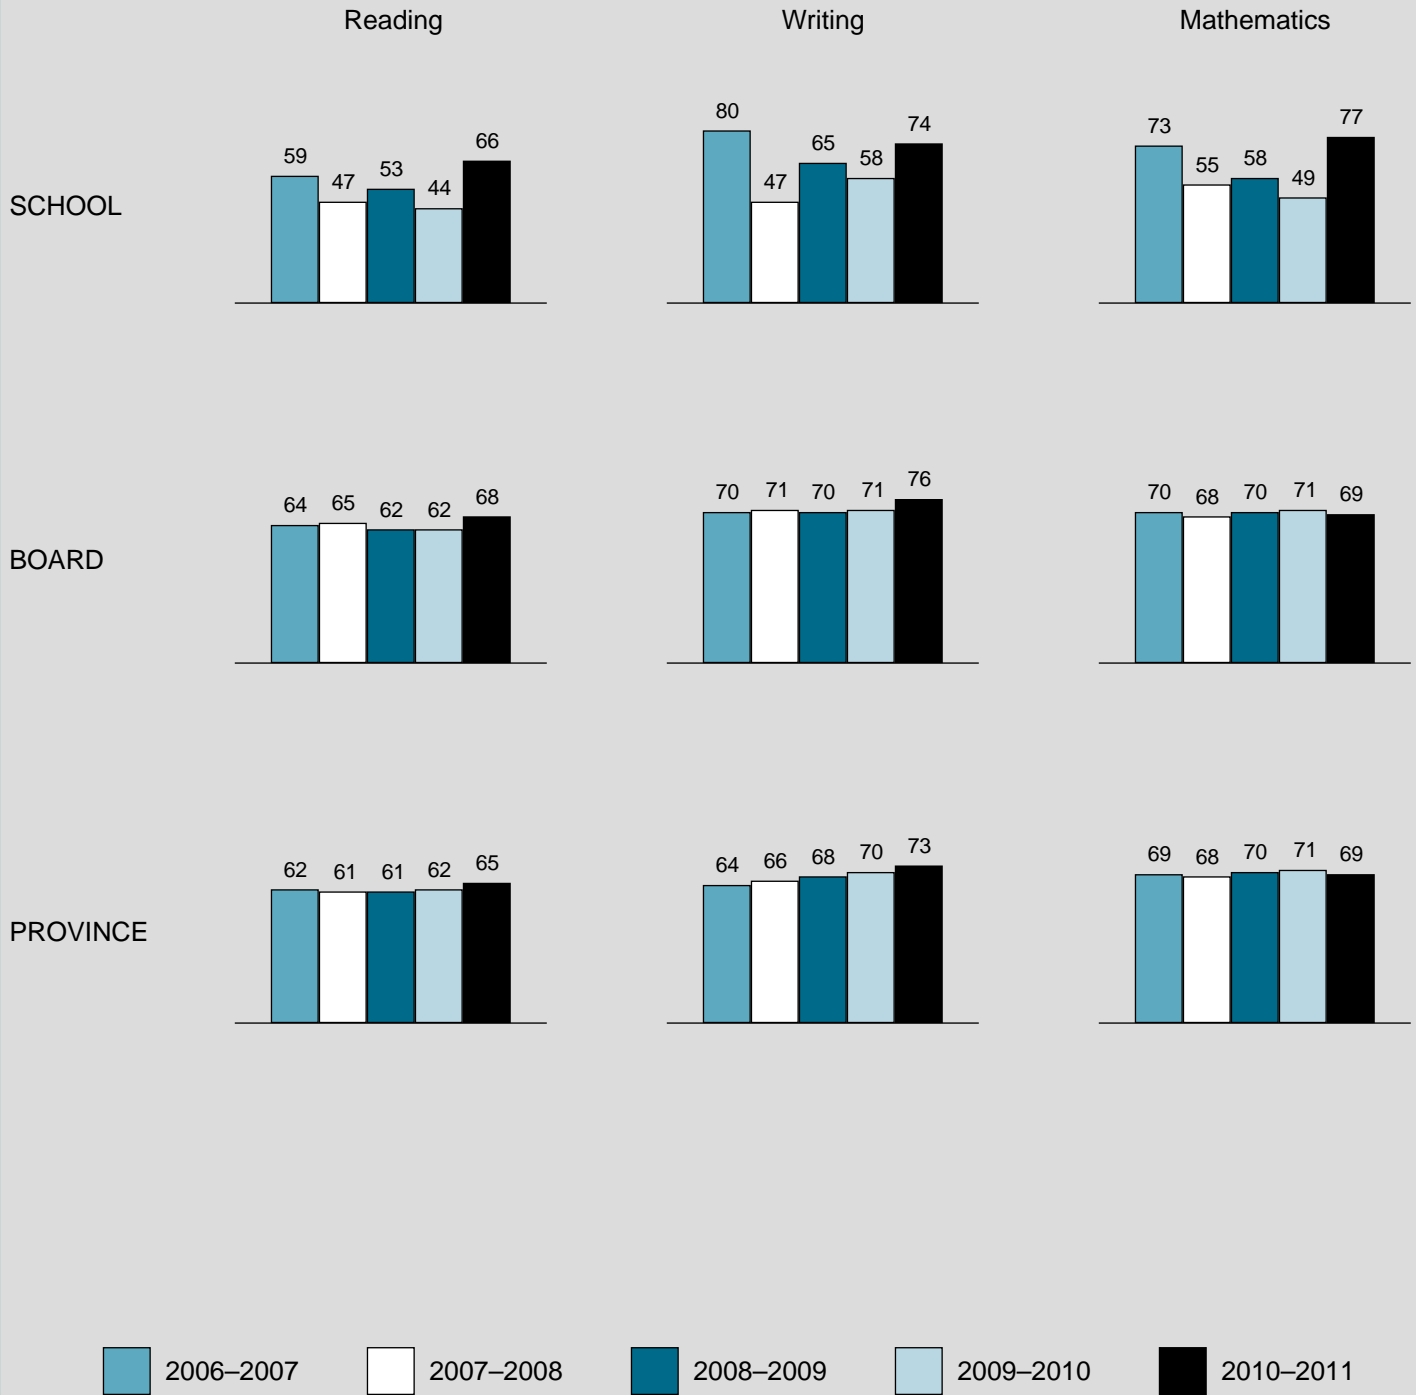 Reading Writing Mathematics
80
74 77
59 66 65 73
47 53 44 47 58 55 58 49
SCHOOL
64 65 62 62 68 70 71 70 71 76 70 68 70 71 69
BOARD
62 61 61 62 65 64 66 68 70 73 69 68 70 71 69
PROVINCE
2006–2007 2007–2008 2008–2009 2009–2010 2010–2011